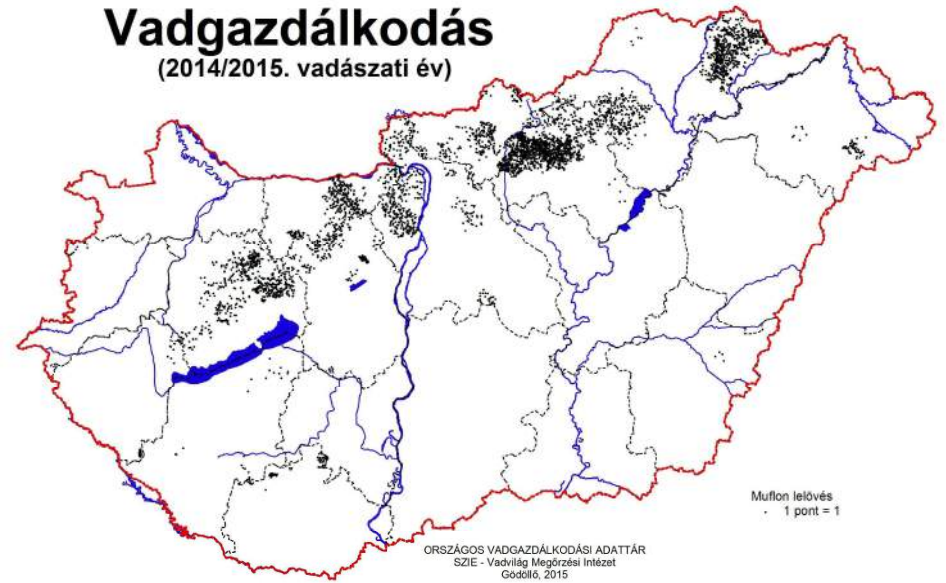 Vadgazdálkodás
(2014/2015. vadászati év)
Muflon lelövés
. 1 pont = 1
ORSZÁGOS VADGAZDÁLKODÁSI ADATTÁR
SZIE - Vadvilág Megőrzési Intézet
Gödöllő, 2015